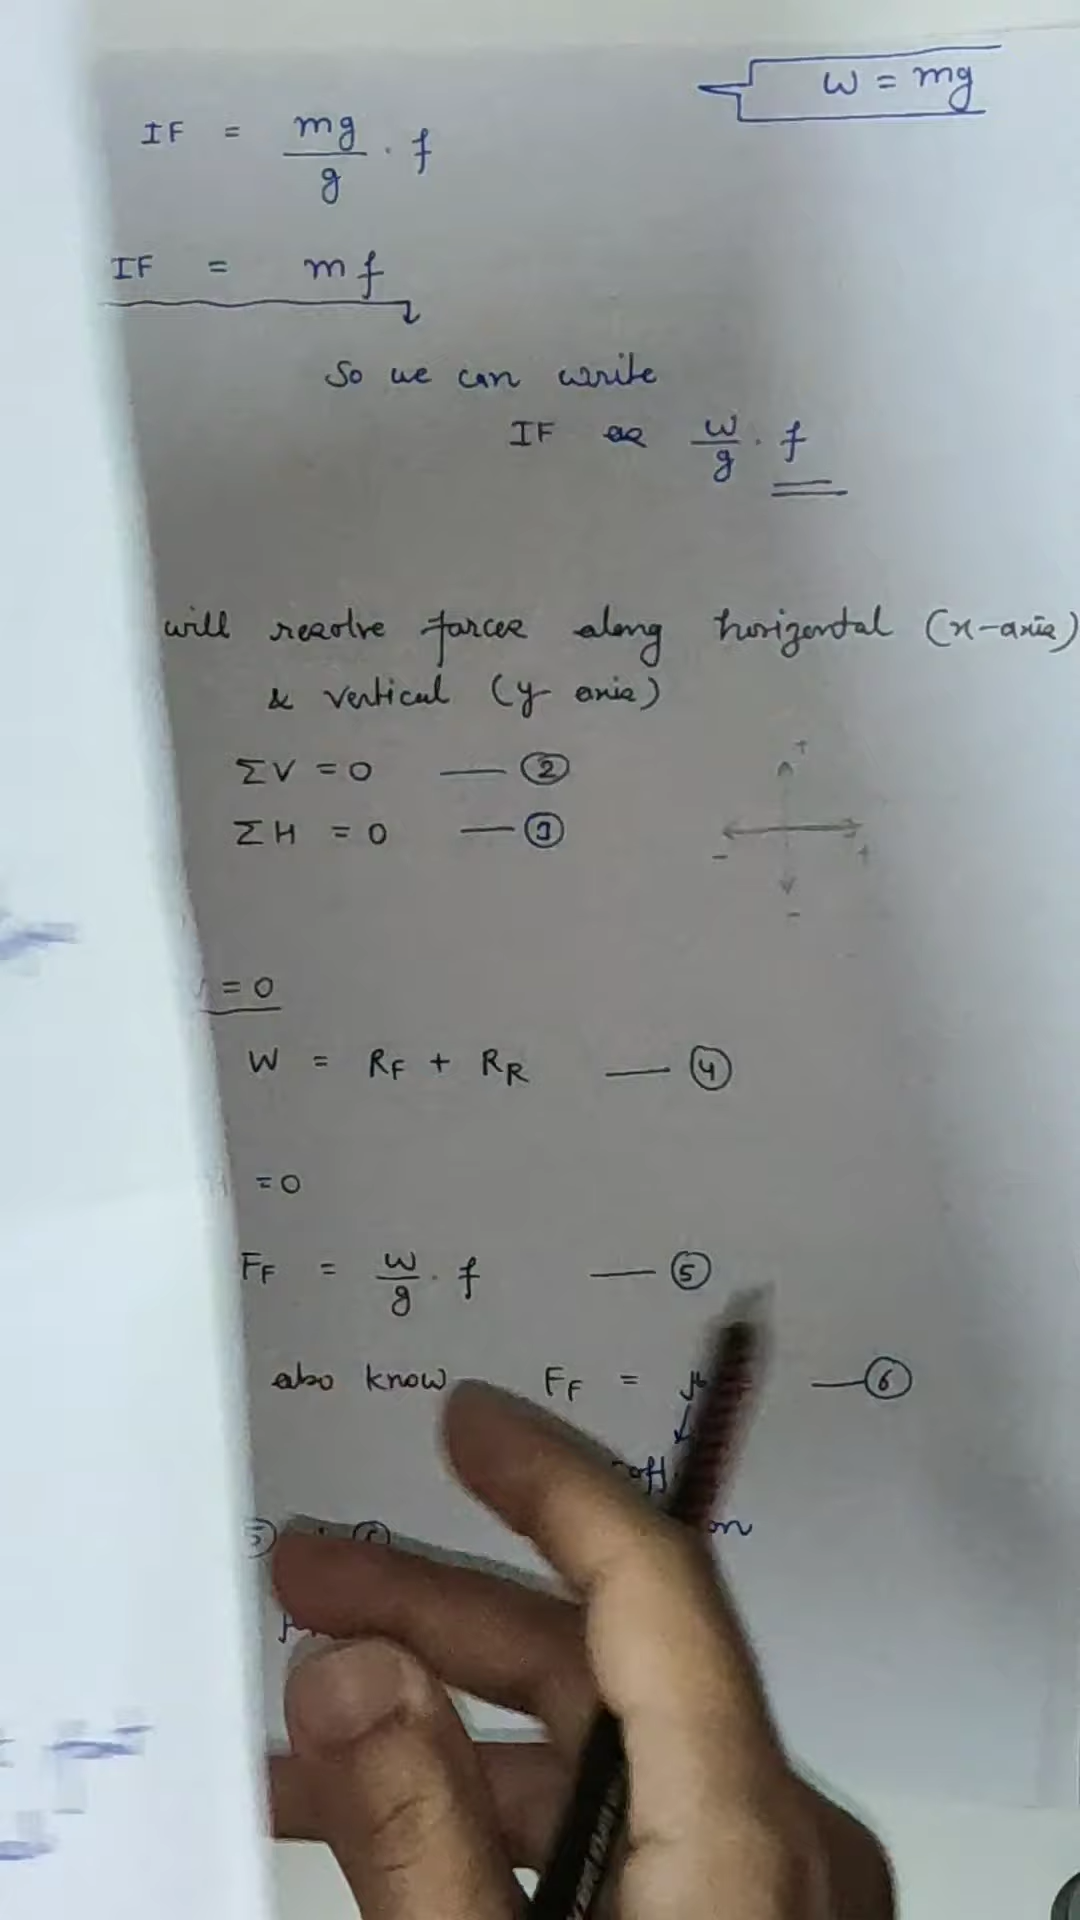 W = mg
IF = mg/g . f
IF = mf
So we can write
IF as W/g . f
will resolve forces along horizontal (x-axis)
& vertical (y axis)
ΣV = 0 — ②
ΣH = 0 — ③
+
- +
-
= 0
W = RF + RR — ④
= 0
FF = W/g . f — ⑤
also know FF = μ — ⑥